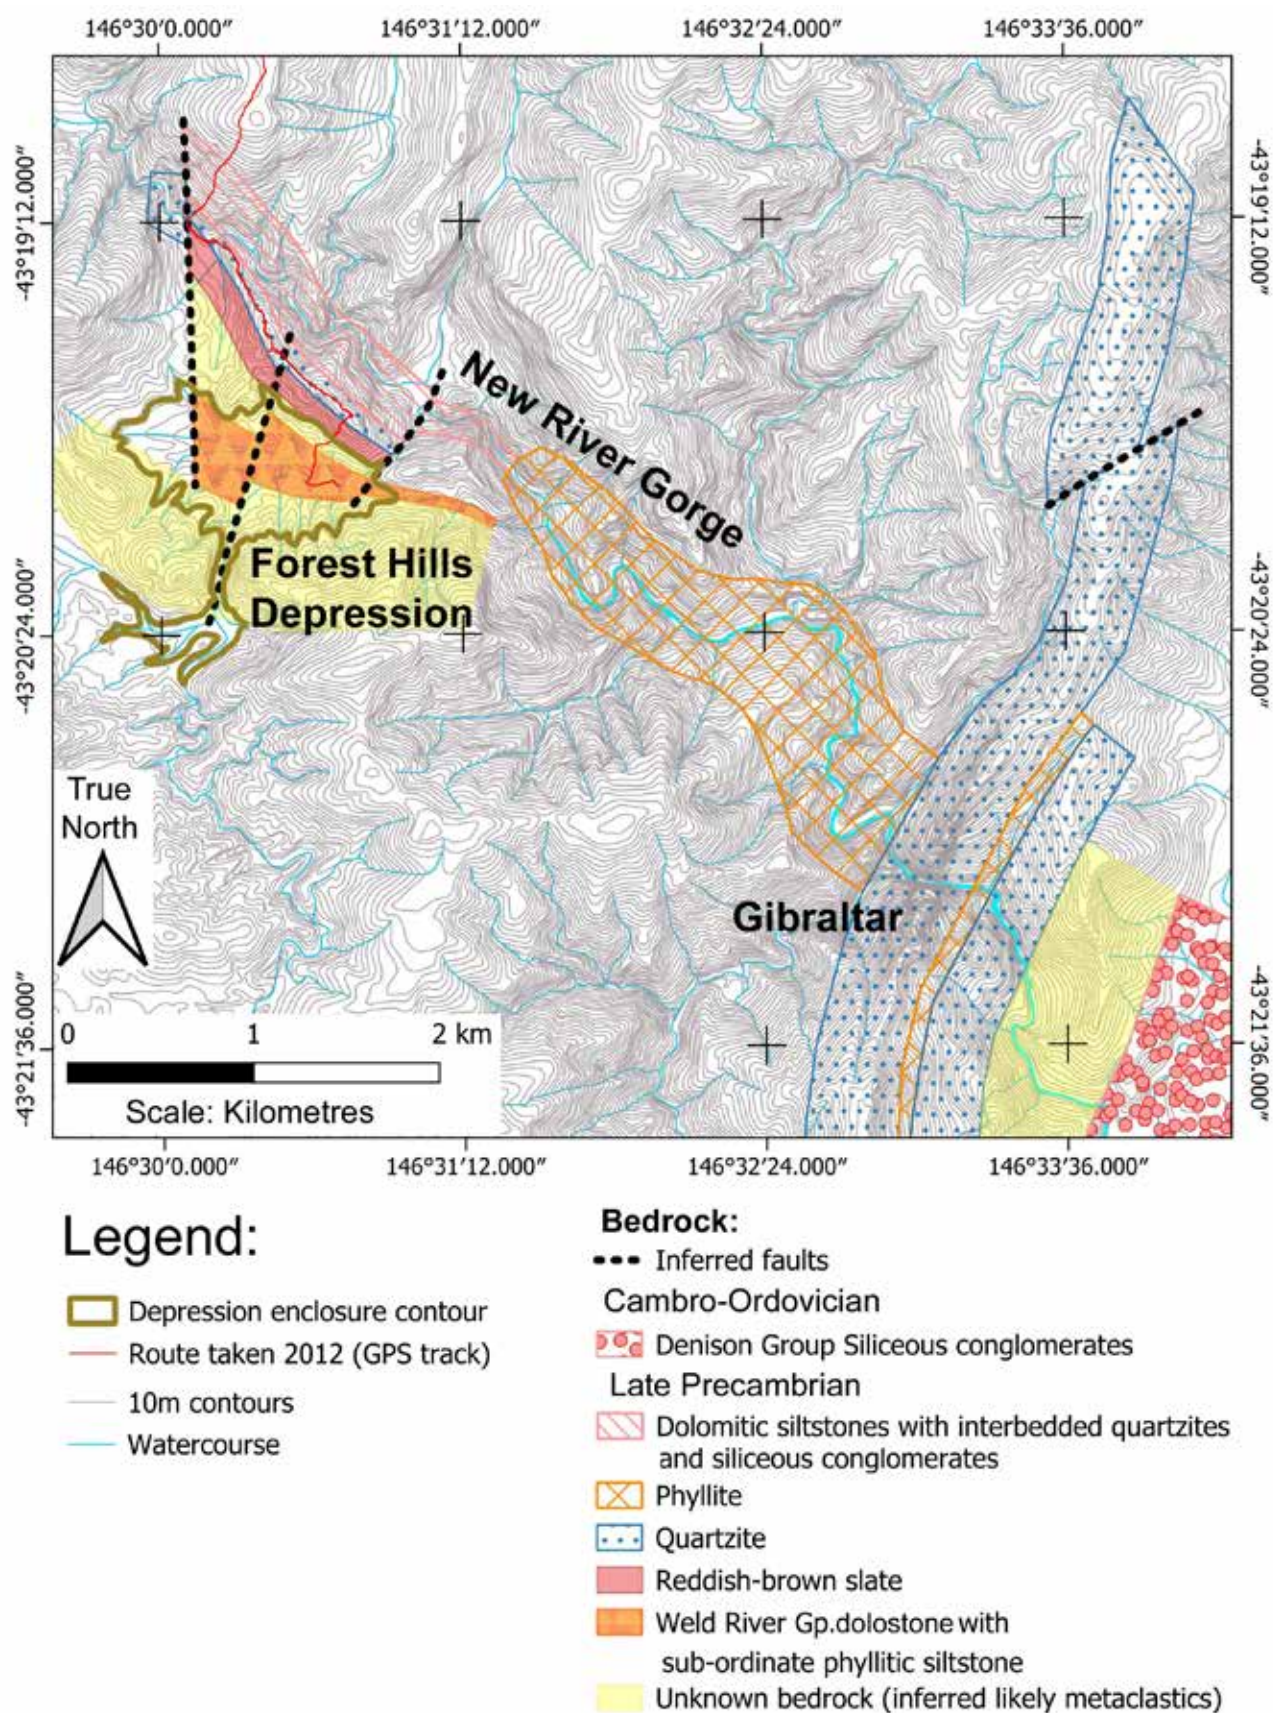 146°30′0.000″ 146°31′12.000″ 146°32′24.000″ 146°33′36.000″
-43°19′12.000″
-43°19′12.000″
New River Gorge
Forest Hills
Depression
-43°20′24.000″
-43°20′24.000″
True
North
Gibraltar
-43°21′36.000″
-43°21′36.000″
0 1 2 km
Scale: Kilometres
146°30′0.000″ 146°31′12.000″ 146°32′24.000″ 146°33′36.000″
Legend:
Depression enclosure contour
Route taken 2012 (GPS track)
10m contours
Watercourse
Bedrock:
Inferred faults
Cambro-Ordovician
Denison Group Siliceous conglomerates
Late Precambrian
Dolomitic siltstones with interbedded quartzites
and siliceous conglomerates
Phyllite
Quartzite
Reddish-brown slate
Weld River Gp.dolostone with
sub-ordinate phyllitic siltstone
Unknown bedrock (inferred likely metaclastics)